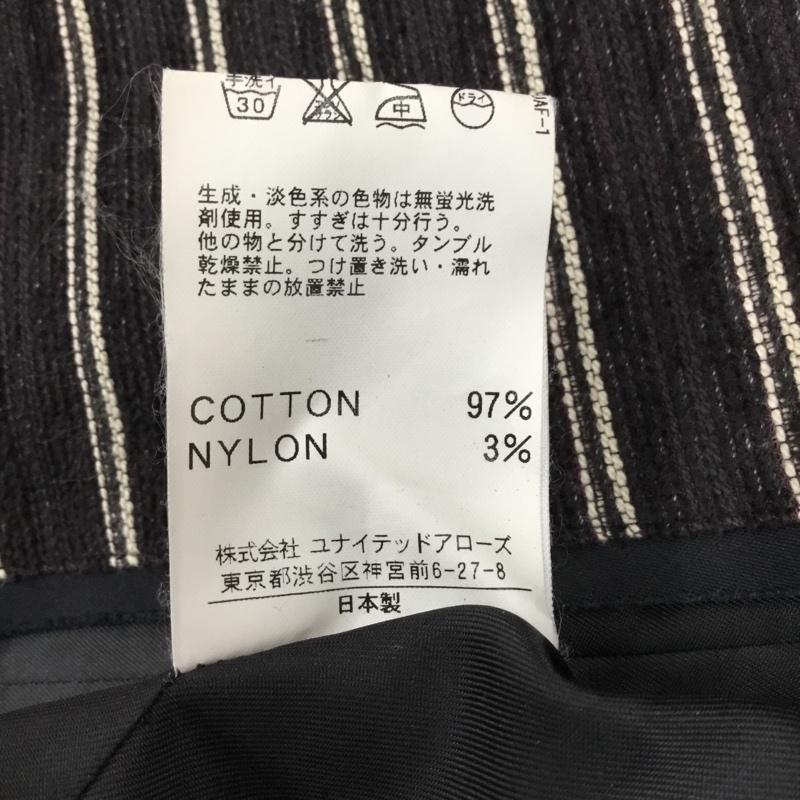 手洗イ
30
中
ドライ
生成・淡色系の色物は無蛍光洗
剤使用。すすぎは十分行う。
他の物と分けて洗う。タンブル
乾燥禁止。つけ置き洗い・濡れ
たままの放置禁止
COTTON 97%
NYLON 3%
株式会社 ユナイテッドアローズ
東京都渋谷区神宮前6-27-8
日本製